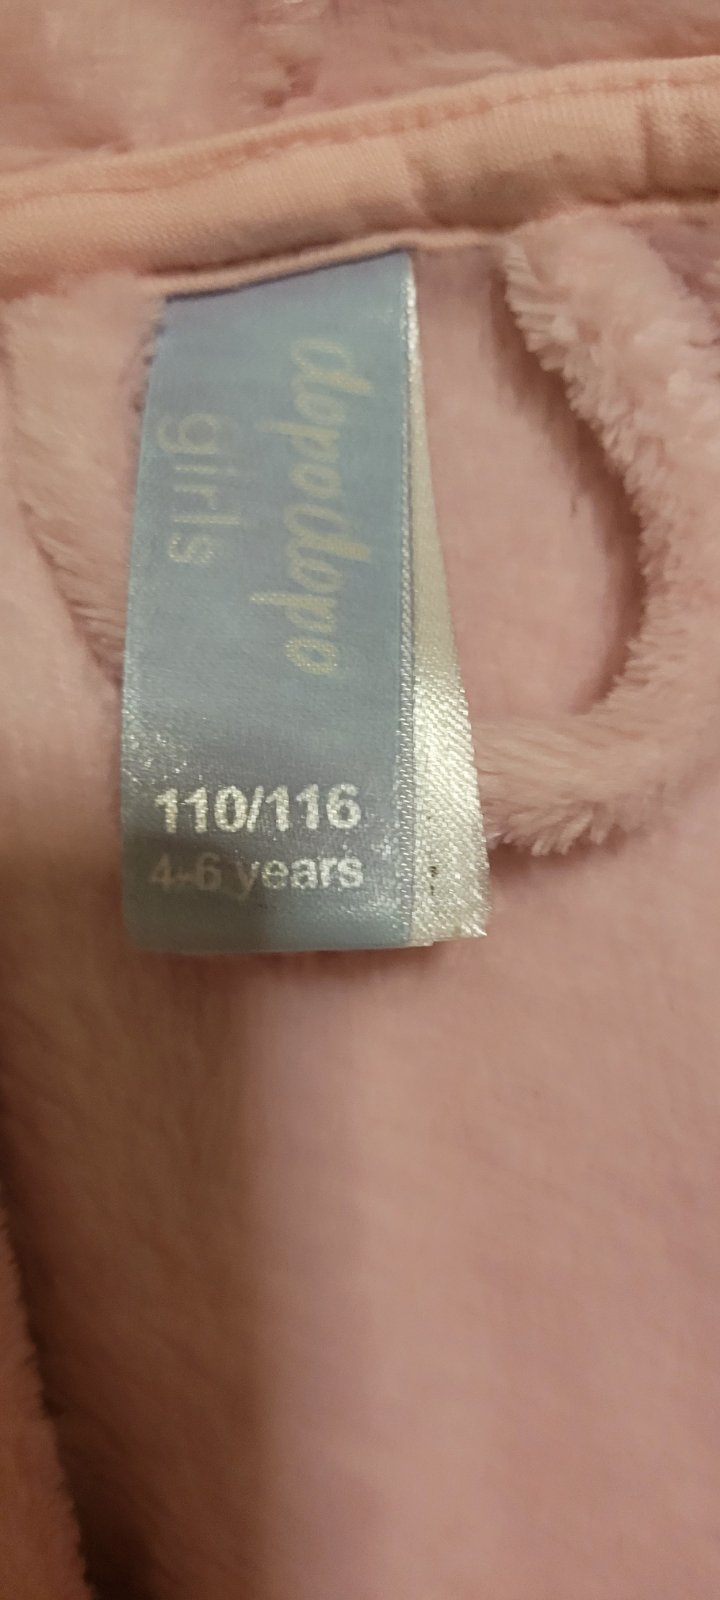 dopodopo
girls
110/116
4-6 years